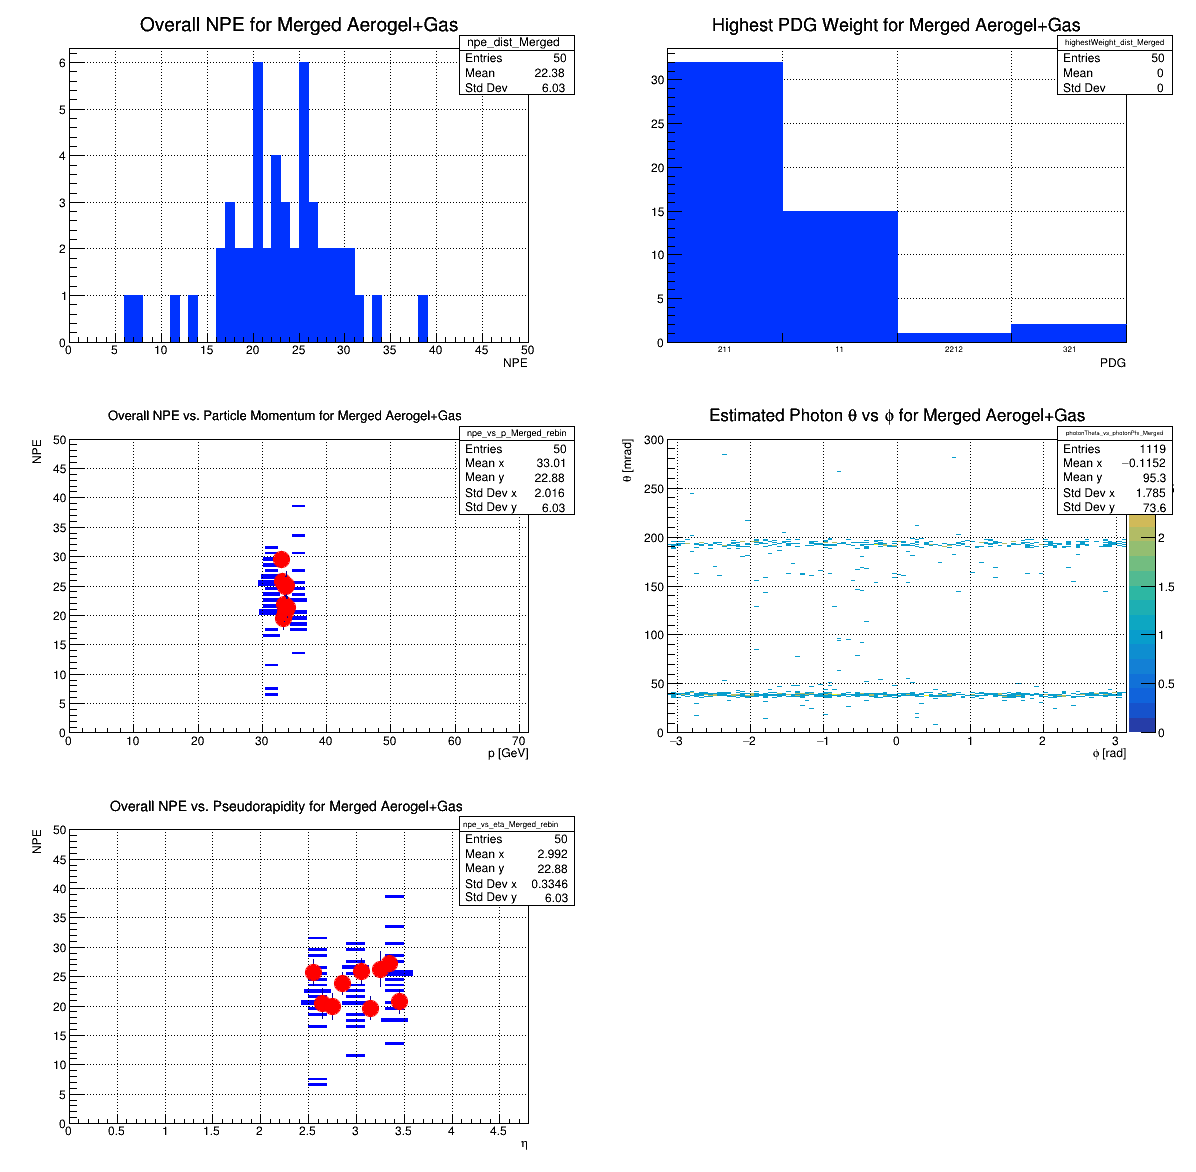 Overall NPE for Merged Aerogel+Gas
npe_dist_Merged
Entries 50
Mean 22.38
Std Dev 6.03
6
5
4
3
2
1
0
0 5 10 15 20 25 30 35 40 45 50
NPE
Highest PDG Weight for Merged Aerogel+Gas
highestWeight_dist_Merged
Entries 50
Mean 0
Std Dev 0
30
25
20
15
10
5
0
211 11 2212 321
PDG
Overall NPE vs. Particle Momentum for Merged Aerogel+Gas
npe_vs_p_Merged_rebin
Entries 50
Mean x 33.01
Mean y 22.88
Std Dev x 2.016
Std Dev y 6.03
NPE
50
45
40
35
30
25
20
15
10
5
0
0 10 20 30 40 50 60 70
p [GeV]
Estimated Photon θ vs ϕ for Merged Aerogel+Gas
photonTheta_vs_photonPhi_Merged
Entries 1119
Mean x −0.1152
Mean y 95.3
Std Dev x 1.785
Std Dev y 73.6
θ [mrad]
300
250
200
150
100
50
0
−3 −2 −1 0 1 2 3
ϕ [rad]
2
1.5
1
0.5
0
Overall NPE vs. Pseudorapidity for Merged Aerogel+Gas
npe_vs_eta_Merged_rebin
Entries 50
Mean x 2.992
Mean y 22.88
Std Dev x 0.3346
Std Dev y 6.03
NPE
50
45
40
35
30
25
20
15
10
5
0
0 0.5 1 1.5 2 2.5 3 3.5 4 4.5
η